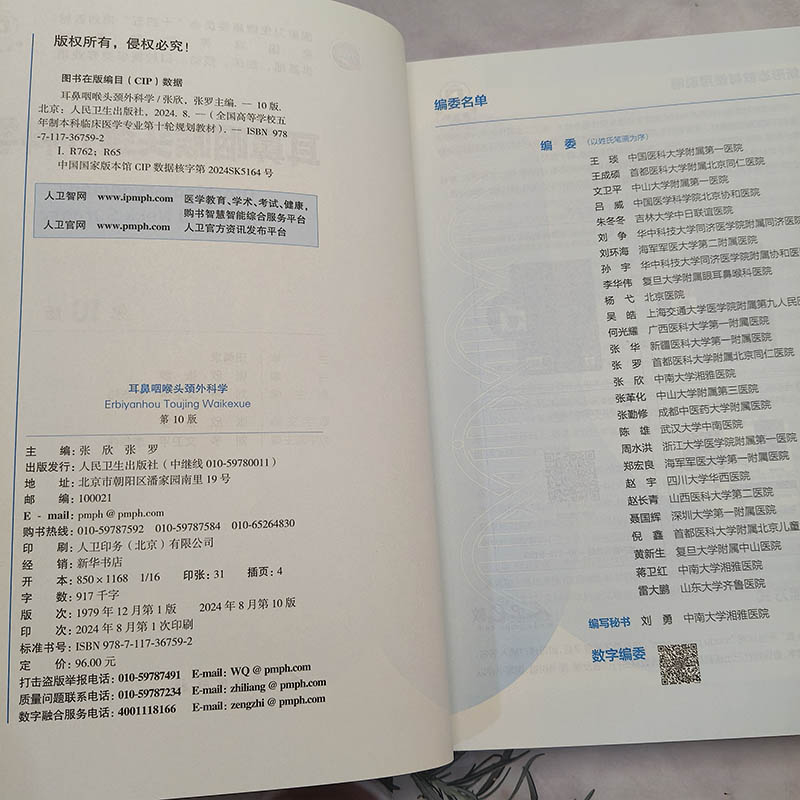 版权所有，侵权必究！
图书在版编目（CIP）数据
耳鼻咽喉头颈外科学 / 张欣，张罗主编. — 10 版.
北京：人民卫生出版社，2024. 8. —（全国高等学校五
年制本科临床医学专业第十轮规划教材）. — ISBN 978
-7-117-36759-2
I. R762；R65
中国国家版本馆 CIP 数据核字第 2024SK5164 号
人卫智网 www.ipmph.com 医学教育、学术、考试、健康，
购书智慧智能综合服务平台
人卫官网 www.pmph.com 人卫官方资讯发布平台
耳鼻咽喉头颈外科学
Erbiyanhou Toujing Waikexue
第 10 版
主 编：张 欣 张 罗
出版发行：人民卫生出版社（中继线 010-59780011）
地 址：北京市朝阳区潘家园南里 19 号
邮 编：100021
E - mail：pmph @ pmph.com
购书热线：010-59787592 010-59787584 010-65264830
印 刷：人卫印务（北京）有限公司
经 销：新华书店
开 本：850×1168 1/16 印张：31 插页：4
字 数：917 千字
版 次：1979 年 12 月第 1 版 2024 年 8 月第 10 版
印 次：2024 年 8 月第 1 次印刷
标准书号：ISBN 978-7-117-36759-2
定 价：96.00 元
打击盗版举报电话：010-59787491 E-mail：WQ @ pmph.com
质量问题联系电话：010-59787234 E-mail：zhiliang @ pmph.com
数字融合服务电话：4001118166 E-mail：zengzhi @ pmph.com
编委名单
编 委（以姓氏笔画为序）
王 琰 中国医科大学附属第一医院
王成硕 首都医科大学附属北京同仁医院
文卫平 中山大学附属第一医院
吕 威 中国医学科学院北京协和医院
朱冬冬 吉林大学中日联谊医院
刘 争 华中科技大学同济医学院附属同济医院
刘环海 海军军医大学第二附属医院
孙 宇 华中科技大学同济医学院附属协和医
李华伟 复旦大学附属眼耳鼻喉科医院
杨 弋 北京医院
吴 皓 上海交通大学医学院附属第九人民医
何光耀 广西医科大学第一附属医院
张 华 新疆医科大学第一附属医院
张 罗 首都医科大学附属北京同仁医院
张 欣 中南大学湘雅医院
张革化 中山大学附属第三医院
张勤修 成都中医药大学附属医院
陈 雄 武汉大学中南医院
周水洪 浙江大学医学院附属第一医院
郑宏良 海军军医大学第一附属医院
赵 宇 四川大学华西医院
赵长青 山西医科大学第二医院
聂国辉 深圳大学第一附属医院
倪 鑫 首都医科大学附属北京儿童
黄新生 复旦大学附属中山医院
蒋卫红 中南大学湘雅医院
雷大鹏 山东大学齐鲁医院
编写秘书 刘 勇 中南大学湘雅医院
数字编委